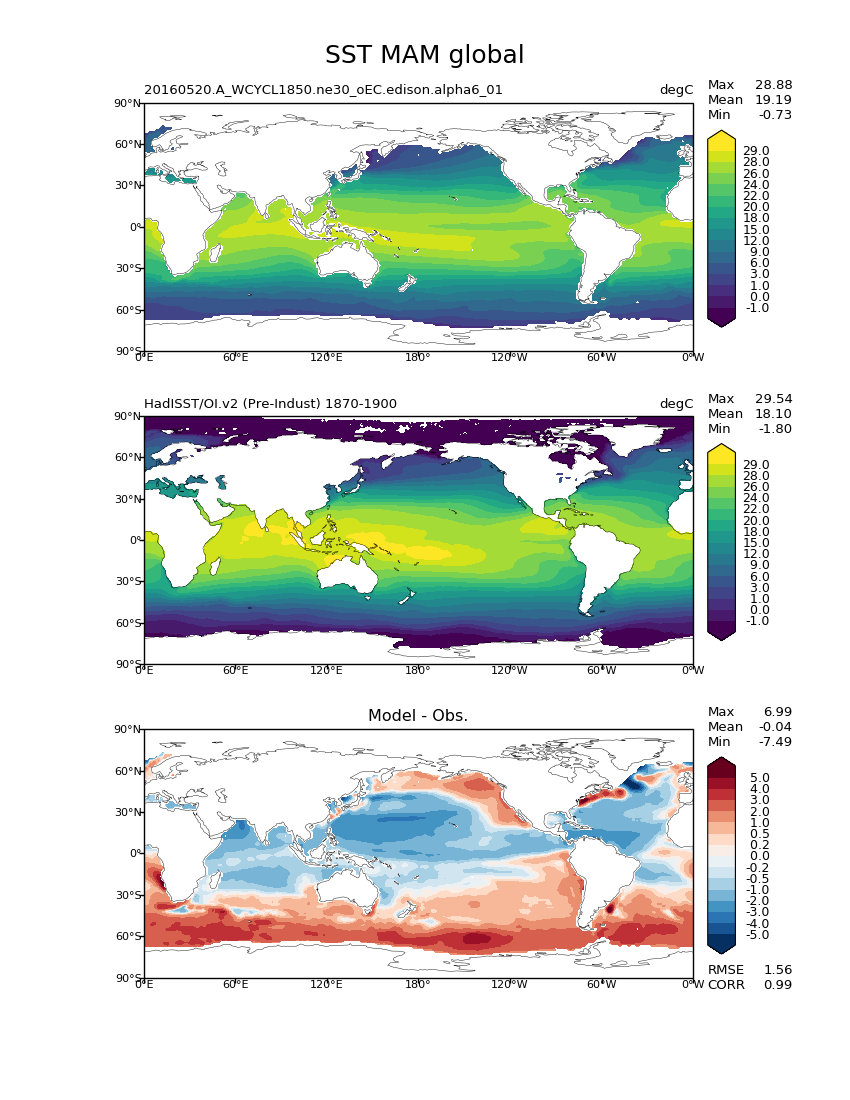 SST MAM global
20160520.A_WCYCL1850.ne30_oEC.edison.alpha6_01 degC
Max 28.88
Mean 19.19
Min -0.73
90°N
60°N
30°N
0°
30°S
60°S
90°S
0°E 60°E 120°E 180° 120°W 60°W 0°W
29.0
28.0
26.0
24.0
22.0
20.0
18.0
15.0
12.0
9.0
6.0
3.0
1.0
0.0
-1.0
HadISST/OI.v2 (Pre-Indust) 1870-1900 degC
Max 29.54
Mean 18.10
Min -1.80
90°N
60°N
30°N
0°
30°S
60°S
90°S
0°E 60°E 120°E 180° 120°W 60°W 0°W
29.0
28.0
26.0
24.0
22.0
20.0
18.0
15.0
12.0
9.0
6.0
3.0
1.0
0.0
-1.0
Model - Obs.
Max 6.99
Mean -0.04
Min -7.49
90°N
60°N
30°N
0°
30°S
60°S
90°S
0°E 60°E 120°E 180° 120°W 60°W 0°W
5.0
4.0
3.0
2.0
1.0
0.5
0.2
0.0
-0.2
-0.5
-1.0
-2.0
-3.0
-4.0
-5.0
RMSE 1.56
CORR 0.99